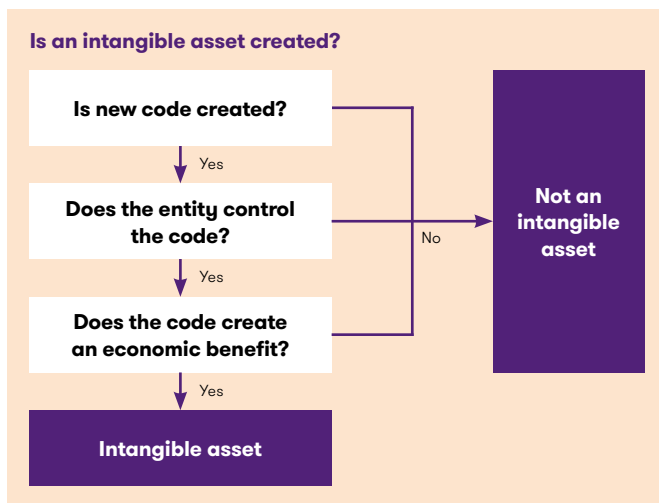 Is an intangible asset created?
Is new code created?
Yes
Does the entity control
the code?
Yes
Does the code create
an economic benefit?
Yes
Intangible asset
No
Not an
intangible
asset